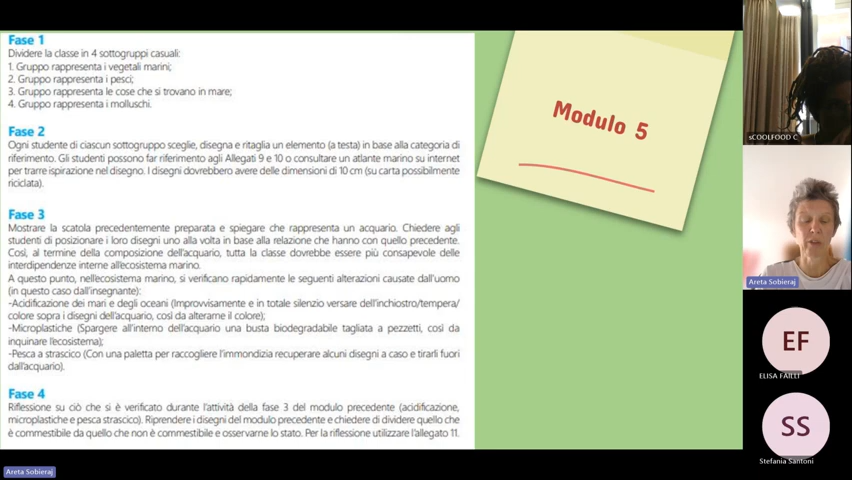 Fase 1
Dividere la classe in 4 sottogruppi casuali:
1. Gruppo rappresenta i vegetali marini;
2. Gruppo rappresenta i pesci;
3. Gruppo rappresenta le cose che si trovano in mare;
4. Gruppo rappresenta i molluschi.
Fase 2
Ogni studente di ciascun sottogruppo sceglie, disegna e ritaglia un elemento (a testa) in base alla categoria di
riferimento. Gli studenti possono far riferimento agli Allegati 9 e 10 o consultare un atlante marino su internet
per trarre ispirazione nel disegno. I disegni dovrebbero avere delle dimensioni di 10 cm (su carta possibilmente
riciclata).
Fase 3
Mostrare la scatola precedentemente preparata e spiegare che rappresenta un acquario. Chiedere agli
studenti di posizionare i loro disegni uno alla volta in base alla relazione che hanno con quello precedente.
Così, al termine della composizione dell'acquario, tutta la classe dovrebbe essere più consapevole delle
interdipendenze interne all'ecosistema marino.
A questo punto, nell'ecosistema marino, si verificano rapidamente le seguenti alterazioni causate dall'uomo
(in questo caso dall'insegnante):
-Acidificazione dei mari e degli oceani (Improvvisamente e in totale silenzio versare dell'inchiostro/tempera/
colore sopra i disegni dell'acquario, così da alterarne il colore);
-Microplastiche (Spargere all'interno dell'acquario una busta biodegradabile tagliata a pezzetti, così da
inquinare l'ecosistema);
-Pesca a strascico (Con una paletta per raccogliere l'immondizia recuperare alcuni disegni a caso e tirarli fuori
dall'acquario).
Fase 4
Riflessione su ciò che si è verificato durante l'attività della fase 3 del modulo precedente (acidificazione,
microplastiche e pesca strascico). Riprendere i disegni del modulo precedente e chiedere di dividere quello che
è commestibile da quello che non è commestibile e osservarne lo stato. Per la riflessione utilizzare l'allegato 11.
Modulo 5
sCOOLFOOD C
Areta Sobieraj
EF
ELISA FAILLI
SS
Stefania Santoni
Areta Sobieraj